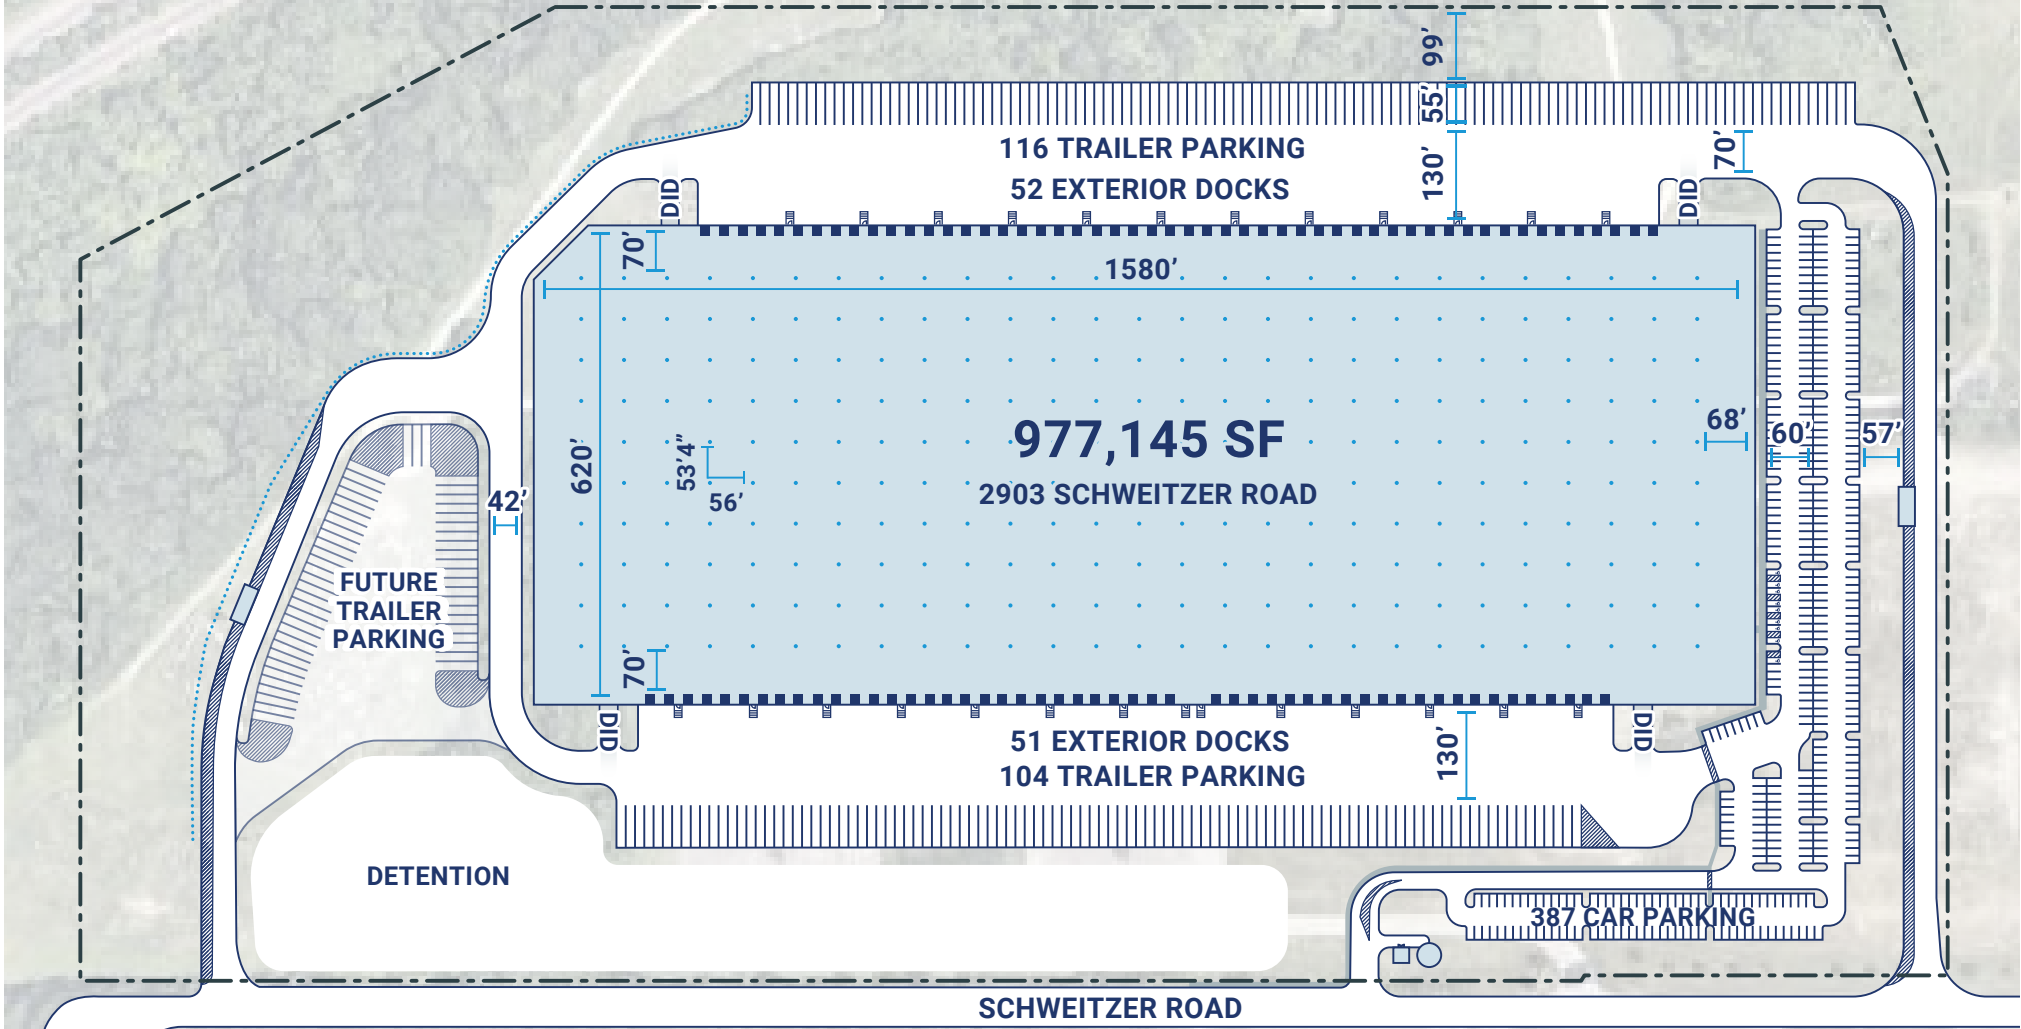 99’
55’
116 TRAILER PARKING
130’
70’
52 EXTERIOR DOCKS
DID
DID
70’
1580’
68’
60’
57’
977,145 SF
620’
53’4”
56’
2903 SCHWEITZER ROAD
42’
FUTURE
TRAILER
PARKING
70’
DID
DID
51 EXTERIOR DOCKS
130’
104 TRAILER PARKING
DETENTION
387 CAR PARKING
SCHWEITZER ROAD